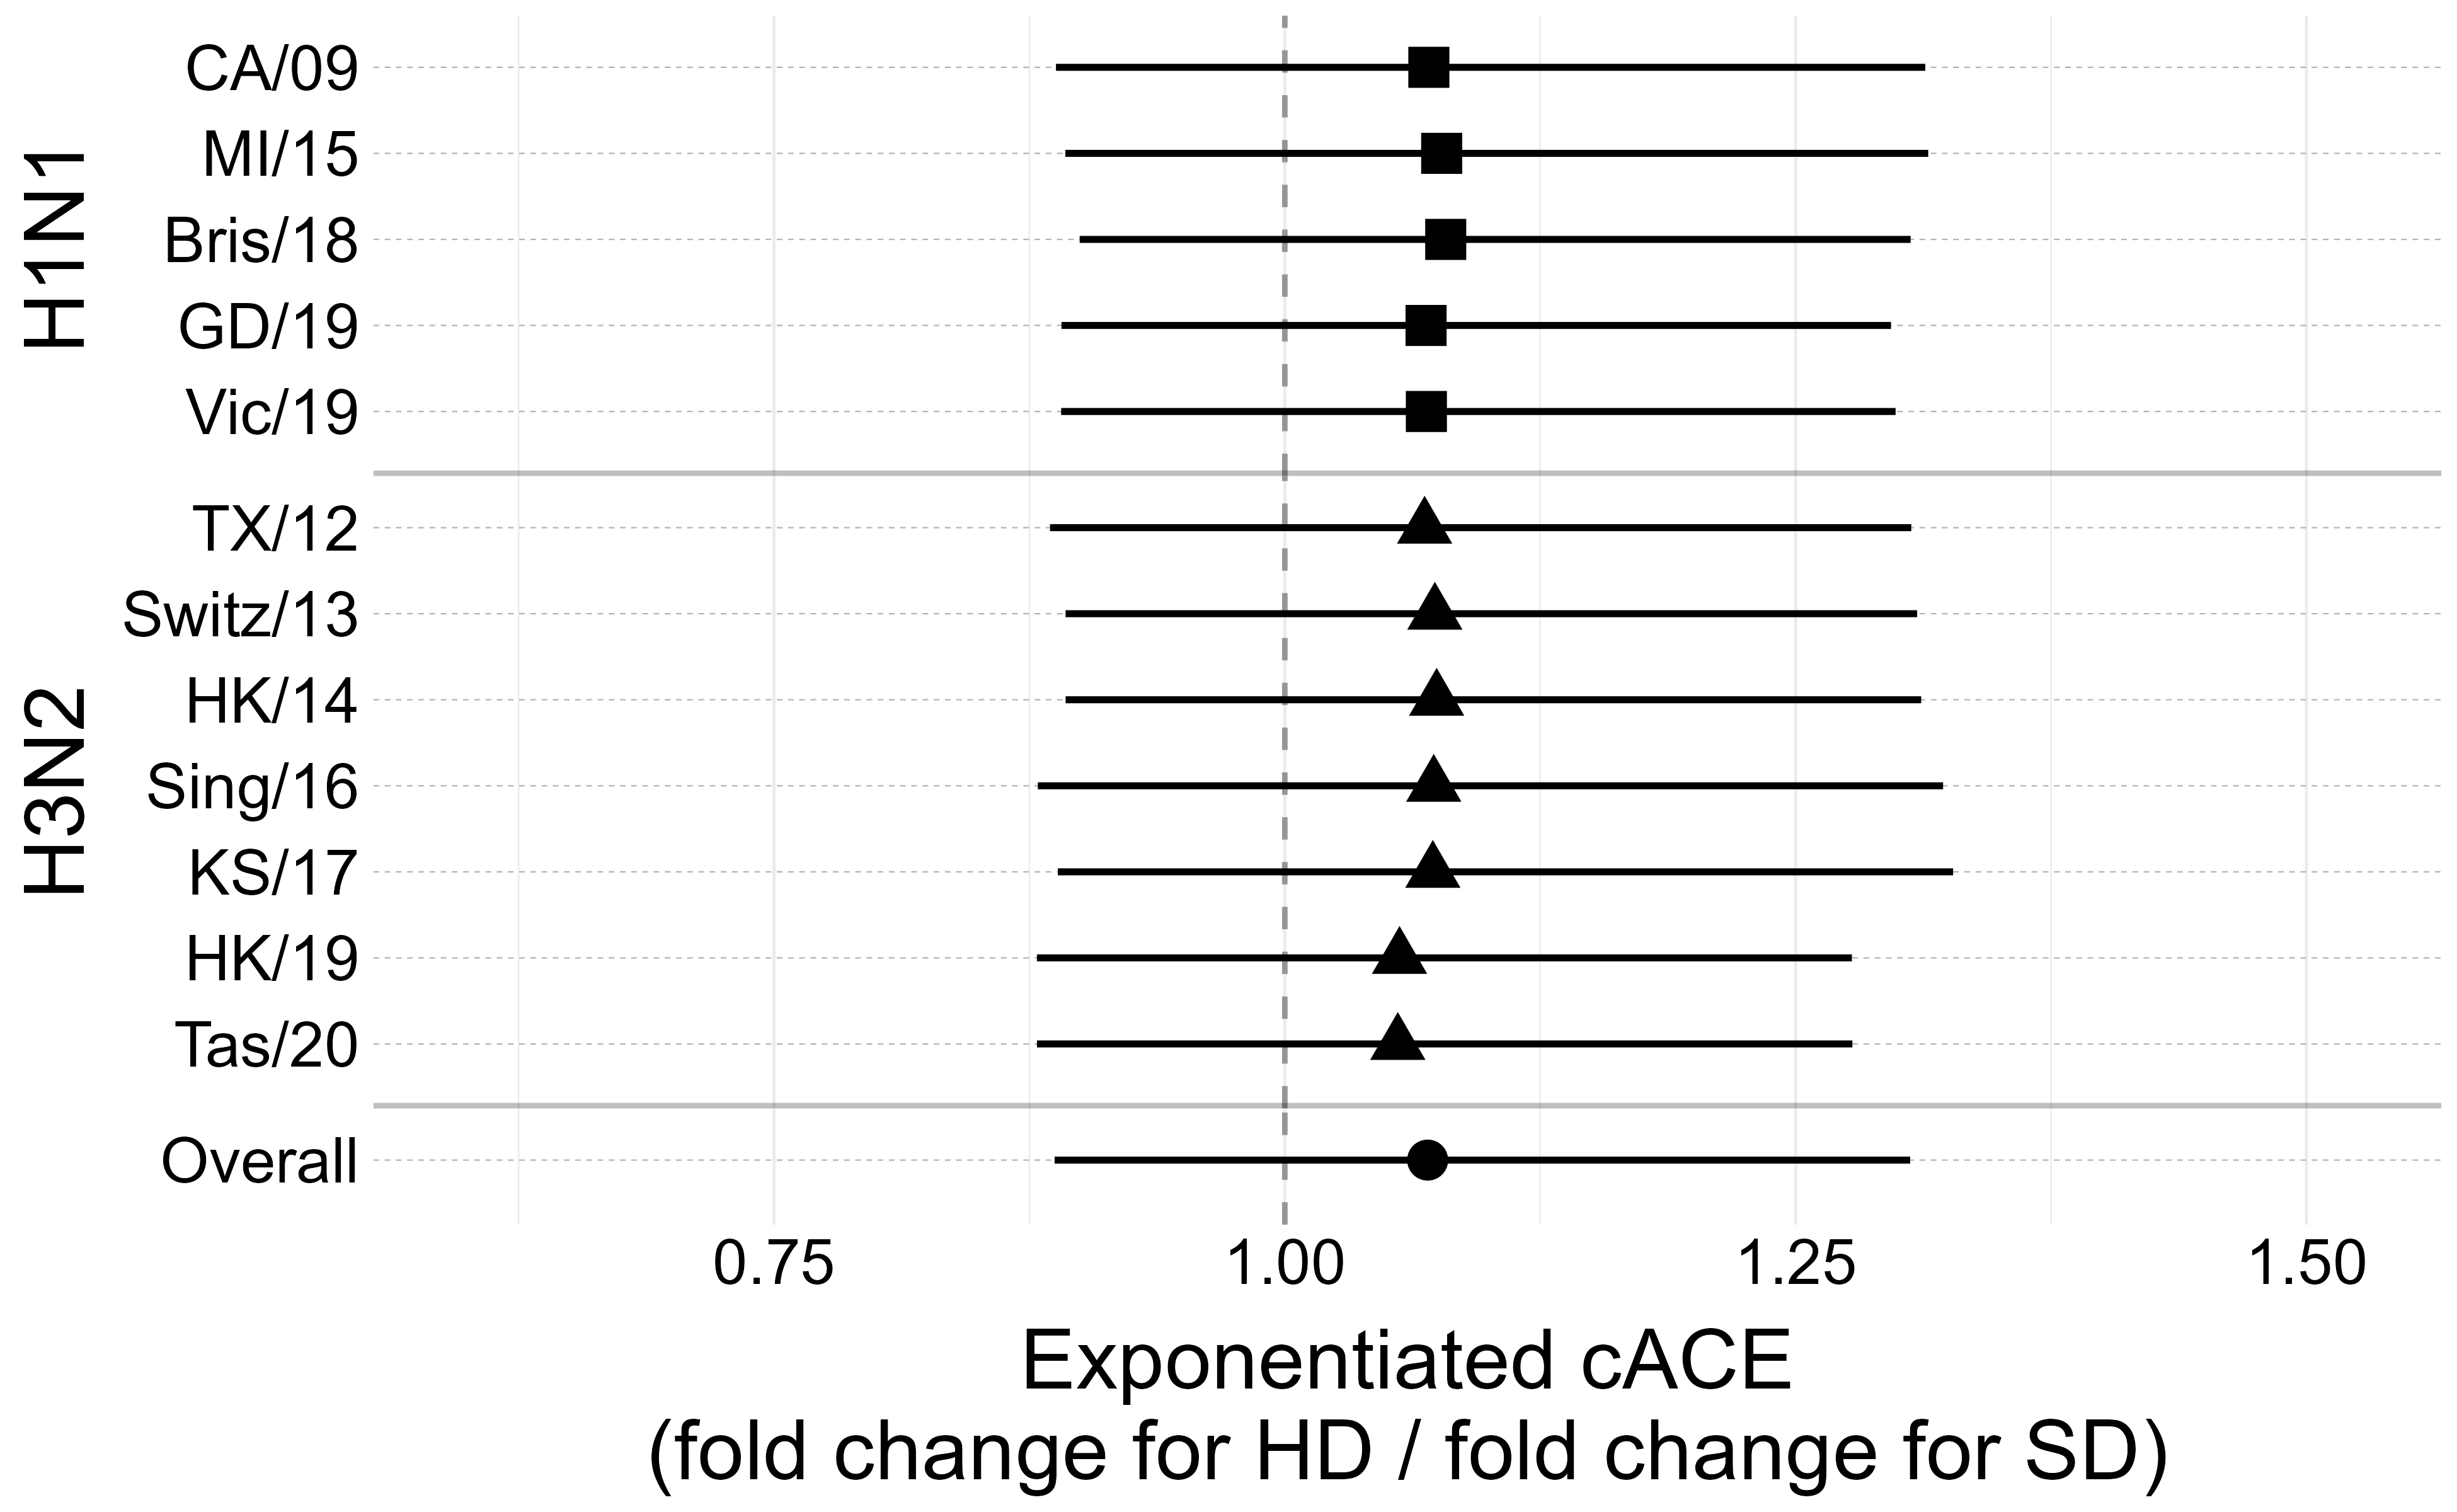 H1N1
CA/09
MI/15
Bris/18
GD/19
Vic/19
H3N2
TX/12
Switz/13
HK/14
Sing/16
KS/17
HK/19
Tas/20
Overall
0.75 1.00 1.25 1.50
Exponentiated cACE
(fold change for HD / fold change for SD)